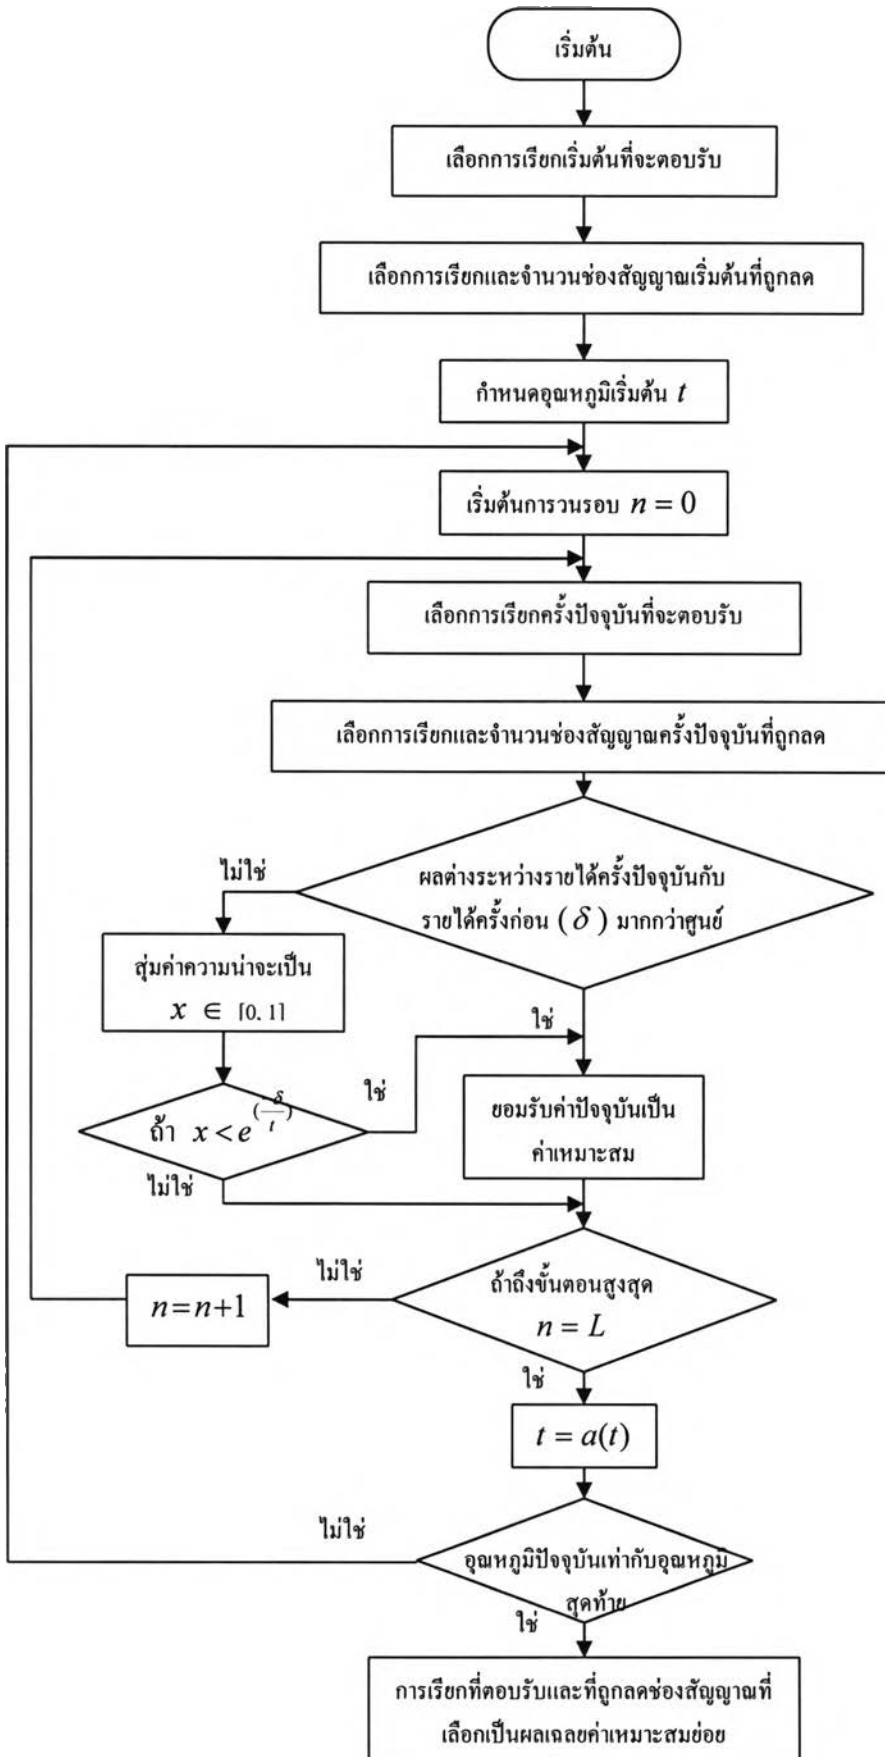 เริ่มต้น
เลือกการเรียกเริ่มต้นที่จะตอบรับ
เลือกการเรียกและจำนวนช่องสัญญาณเริ่มต้นที่ถูกลด
กำหนดอุณหภูมิเริ่มต้น t
เริ่มต้นการวนรอบ n = 0
เลือกการเรียกครั้งปัจจุบันที่จะตอบรับ
เลือกการเรียกและจำนวนช่องสัญญาณครั้งปัจจุบันที่ถูกลด
ผลต่างระหว่างรายได้ครั้งปัจจุบันกับ
รายได้ครั้งก่อน ( δ ) มากกว่าศูนย์
ไม่ใช่
สุ่มค่าความน่าจะเป็น
x ∈ [0, 1]
ใช่
ถ้า x < e^(-δ/t)
ใช่
ไม่ใช่
ยอมรับค่าปัจจุบันเป็น
ค่าเหมาะสม
ถ้าถึงขั้นตอนสูงสุด
n = L
ไม่ใช่
n = n+1
ใช่
t = a(t)
อุณหภูมิปัจจุบันเท่ากับอุณหภูมิ
สุดท้าย
ไม่ใช่
ใช่
การเรียกที่ตอบรับและที่ถูกลดช่องสัญญาณที่
เลือกเป็นผลเฉลยค่าเหมาะสมย่อย